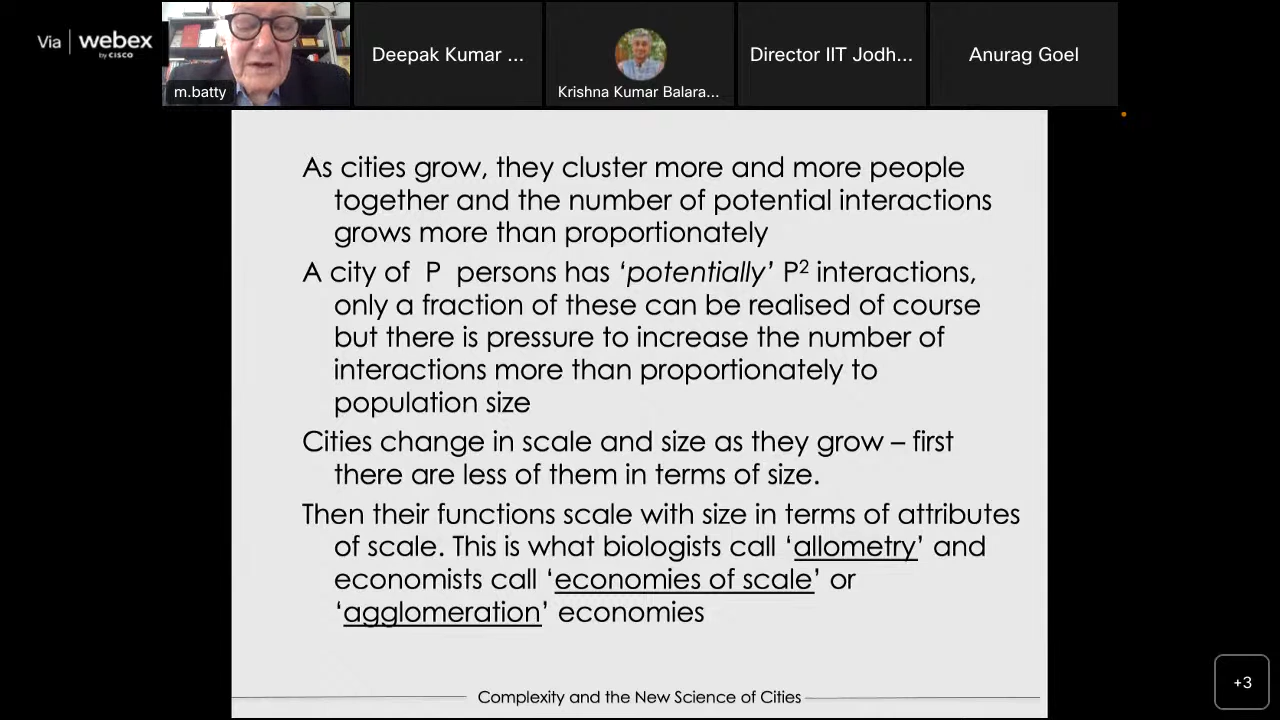 Via webex
by CISCO
m.batty
Deepak Kumar ...
Krishna Kumar Balara...
Director IIT Jodh...
Anurag Goel
As cities grow, they cluster more and more people
together and the number of potential interactions
grows more than proportionately
A city of P persons has ‘potentially’ P² interactions,
only a fraction of these can be realised of course
but there is pressure to increase the number of
interactions more than proportionately to
population size
Cities change in scale and size as they grow – first
there are less of them in terms of size.
Then their functions scale with size in terms of attributes
of scale. This is what biologists call ‘allometry’ and
economists call ‘economies of scale’ or
‘agglomeration’ economies
Complexity and the New Science of Cities
+3